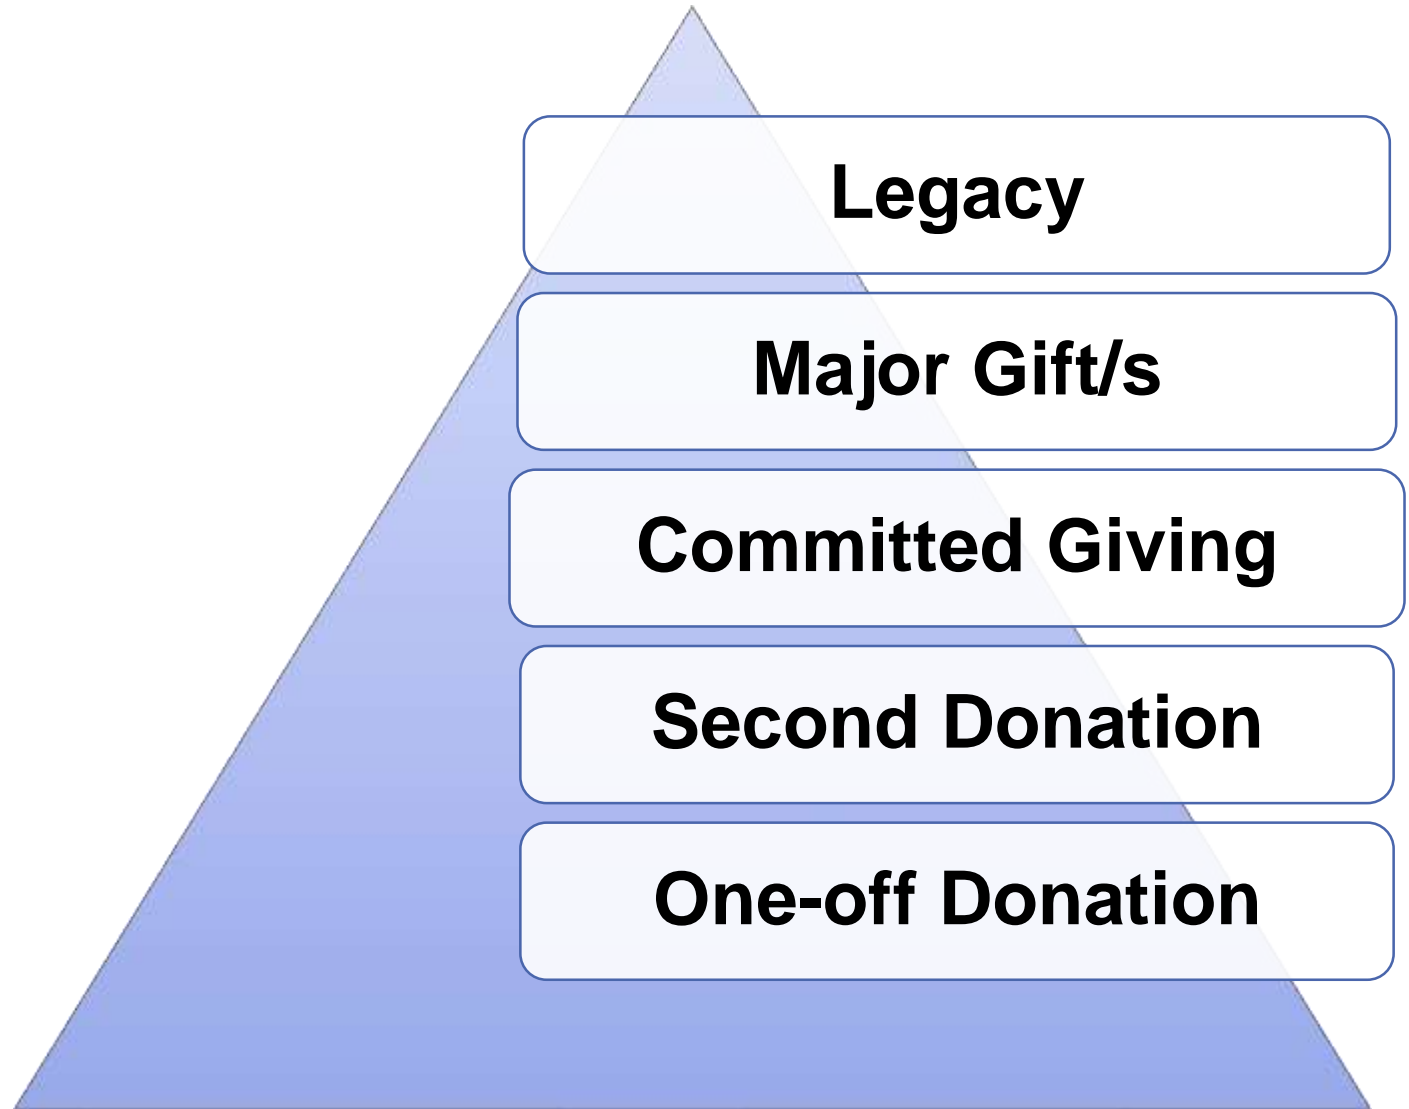 Legacy
Major Gift/s
Committed Giving
Second Donation
One-off Donation